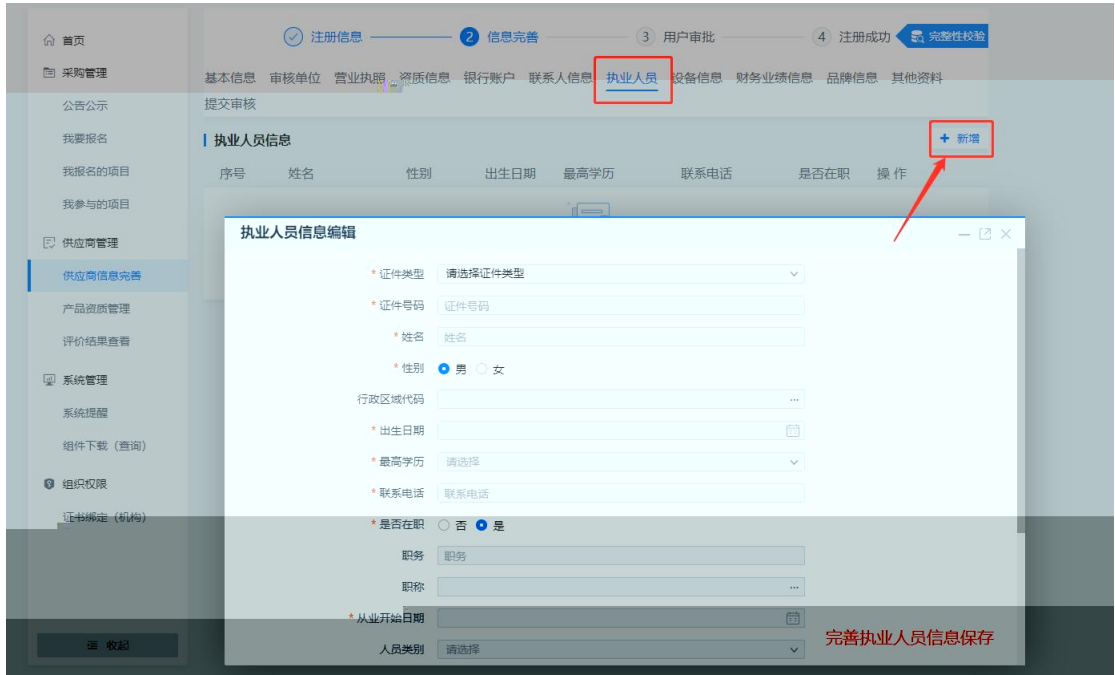 首页
采购管理
公告公示
我要报名
我报名的项目
我参与的项目
供应商管理
供应商信息完善
产品资质管理
评价结果查看
系统管理
系统提醒
组件下载（查询）
组织权限
证书绑定（机构）
收起
注册信息 2 信息完善 3 用户审批 4 注册成功 完整性校验
基本信息 审核单位 营业执照 资质信息 银行账户 联系人信息 执业人员 设备信息 财务业绩信息 品牌信息 其他资料
提交审核
执业人员信息 + 新增
序号 姓名 性别 出生日期 最高学历 联系电话 是否在职 操作
执业人员信息编辑
* 证件类型 请选择证件类型
* 证件号码 证件号码
* 姓名 姓名
* 性别 男 女
行政区域代码 ...
* 出生日期
* 最高学历 请选择
* 联系电话 联系电话
* 是否在职 否 是
职务 职务
职称 ...
* 从业开始日期
人员类别 请选择
完善执业人员信息保存